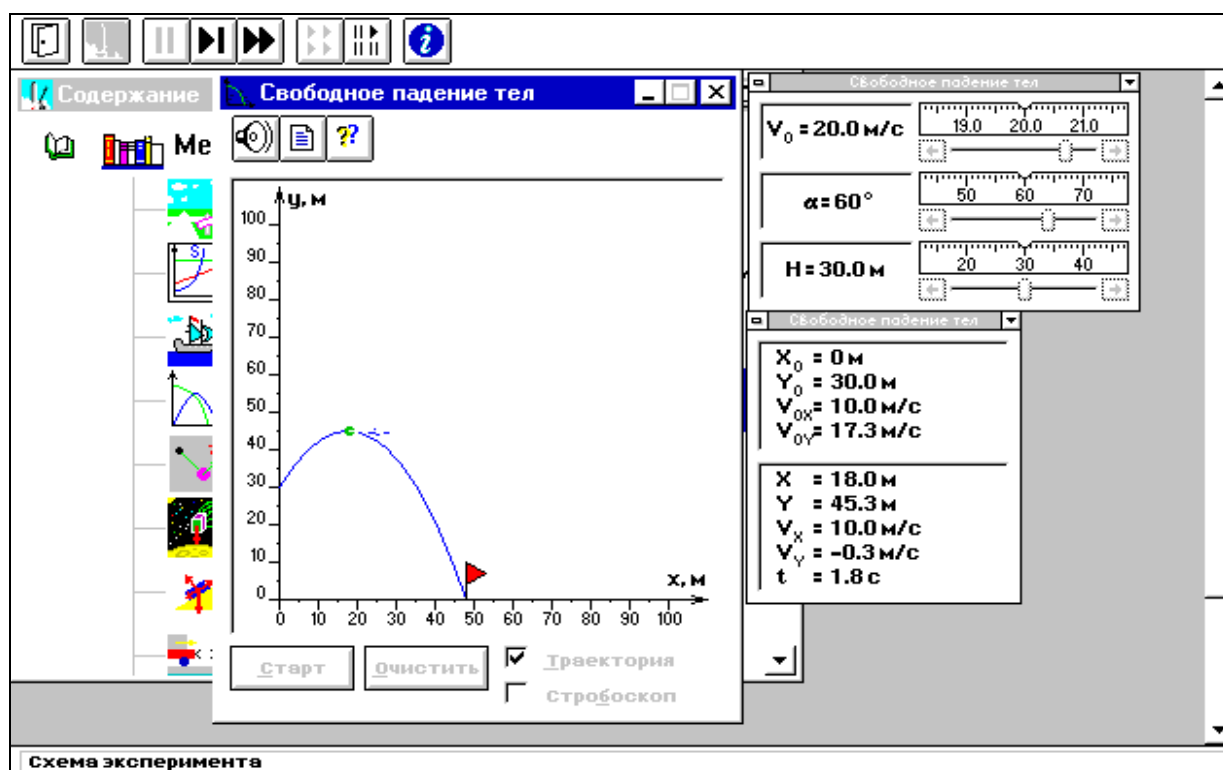 Содержание
Ме
Свободное падение тел
y, м
100
90
80
70
60
50
40
30
20
10
0
0 10 20 30 40 50 60 70 80 90 100
x, м
Старт
Очистить
Траектория
Стробоскоп
Свободное падение тел
V0 = 20.0 м/с
19.0 20.0 21.0
α = 60°
50 60 70
H = 30.0 м
20 30 40
Свободное падение тел
X0 = 0 м
Y0 = 30.0 м
V0X = 10.0 м/с
V0Y = 17.3 м/с
X = 18.0 м
Y = 45.3 м
VX = 10.0 м/с
VY = -0.3 м/с
t = 1.8 с
Схема эксперимента